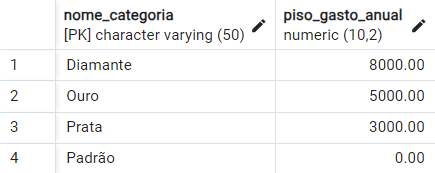 nome_categoria piso_gasto_anual
[PK] character varying (50) numeric (10,2)
1 Diamante 8000.00
2 Ouro 5000.00
3 Prata 3000.00
4 Padrão 0.00